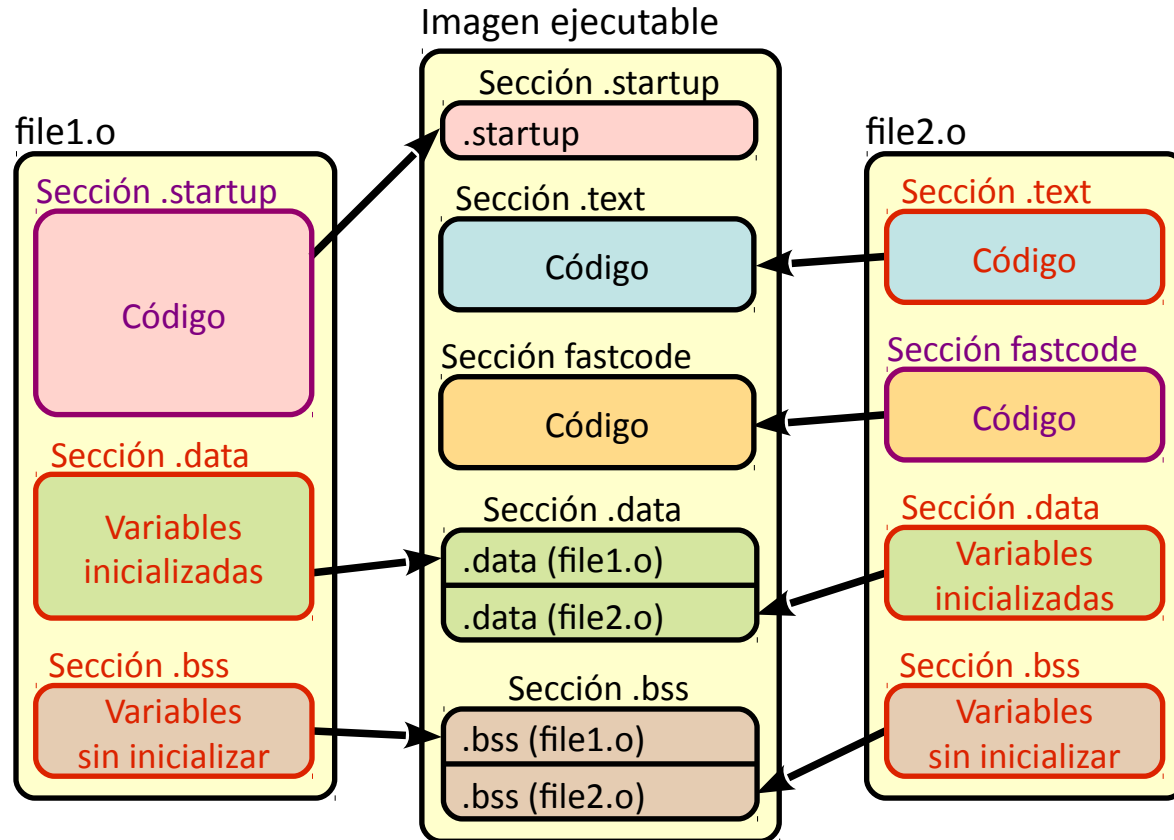 Imagen ejecutable
Sección .startup
.startup
Sección .text
Código
Sección fastcode
Código
Sección .data
.data (file1.o)
.data (file2.o)
Sección .bss
.bss (file1.o)
.bss (file2.o)
file1.o
Sección .startup
Código
Sección .data
Variables
inicializadas
Sección .bss
Variables
sin inicializar
file2.o
Sección .text
Código
Sección fastcode
Código
Sección .data
Variables
inicializadas
Sección .bss
Variables
sin inicializar